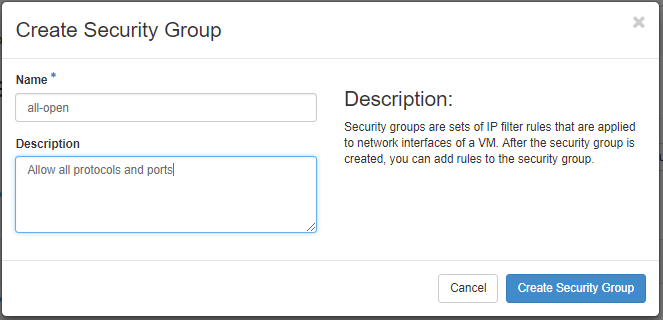 Create Security Group
×
Name *
all-open
Description
Allow all protocols and ports
Description:
Security groups are sets of IP filter rules that are applied
to network interfaces of a VM. After the security group is
created, you can add rules to the security group.
Cancel
Create Security Group